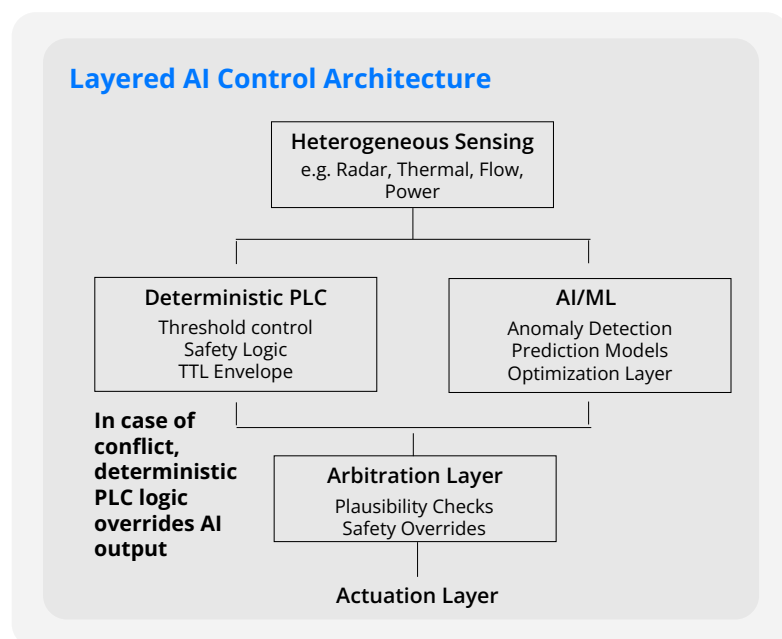 Layered AI Control Architecture
Heterogeneous Sensing
e.g. Radar, Thermal, Flow,
Power
Deterministic PLC
Threshold control
Safety Logic
TTL Envelope
AI/ML
Anomaly Detection
Prediction Models
Optimization Layer
In case of
conflict,
deterministic
PLC logic
overrides AI
output
Arbitration Layer
Plausibility Checks
Safety Overrides
Actuation Layer